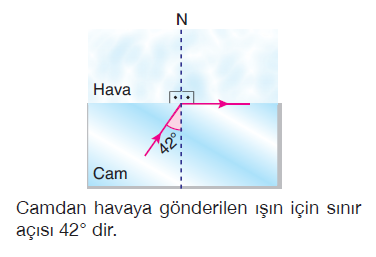 N
Hava
42°
Cam
Camdan havaya gönderilen ışın için sınır
açısı 42° dir.